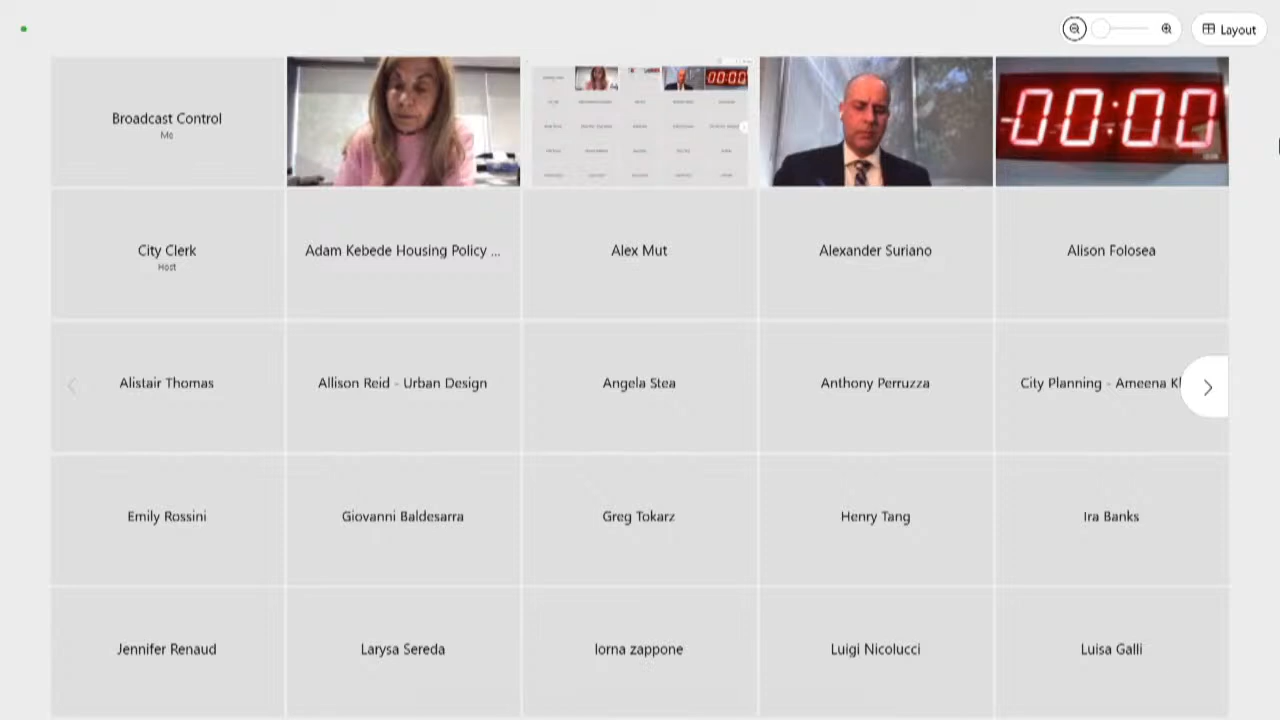 Layout
Broadcast Control
Me
00:00
00:00
City Clerk
Host
Adam Kebede Housing Policy ...
Alex Mut
Alexander Suriano
Alison Folosea
Alistair Thomas
Allison Reid - Urban Design
Angela Stea
Anthony Perruzza
City Planning - Ameena
Emily Rossini
Giovanni Baldesarra
Greg Tokarz
Henry Tang
Ira Banks
Jennifer Renaud
Larysa Sereda
lorna zappone
Luigi Nicolucci
Luisa Galli